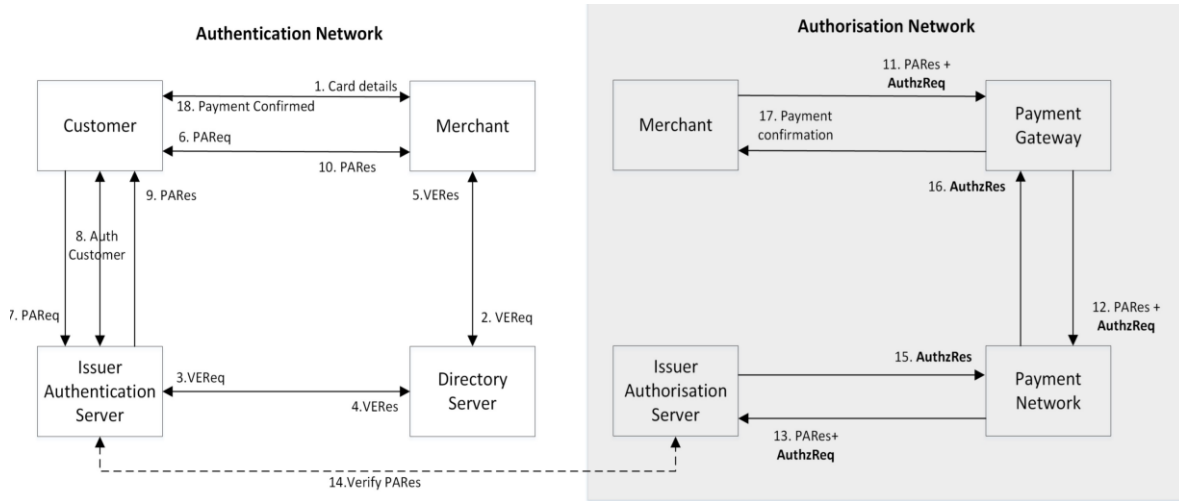 Authentication Network
Authorisation Network
Customer
1. Card details
18. Payment Confirmed
6. PAReq
10. PARes
Merchant
9. PARes
8. Auth
Customer
7. PAReq
5.VERes
2. VEReq
Issuer
Authentication
Server
3.VEReq
4.VERes
Directory
Server
14.Verify PARes
Merchant
11. PARes +
AuthzReq
17. Payment
confirmation
Payment
Gateway
16. AuthzRes
12. PARes +
AuthzReq
Issuer
Authorisation
Server
15. AuthzRes
13. PARes+
AuthzReq
Payment
Network